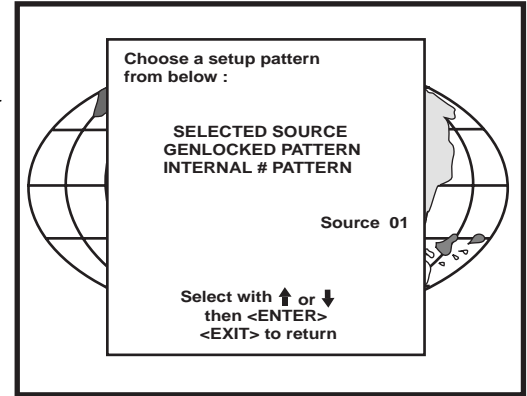 Choose a setup pattern
from below :
SELECTED SOURCE
GENLOCKED PATTERN
INTERNAL # PATTERN
Source 01
Select with ⬆ or ⬇
then <ENTER>
<EXIT> to return